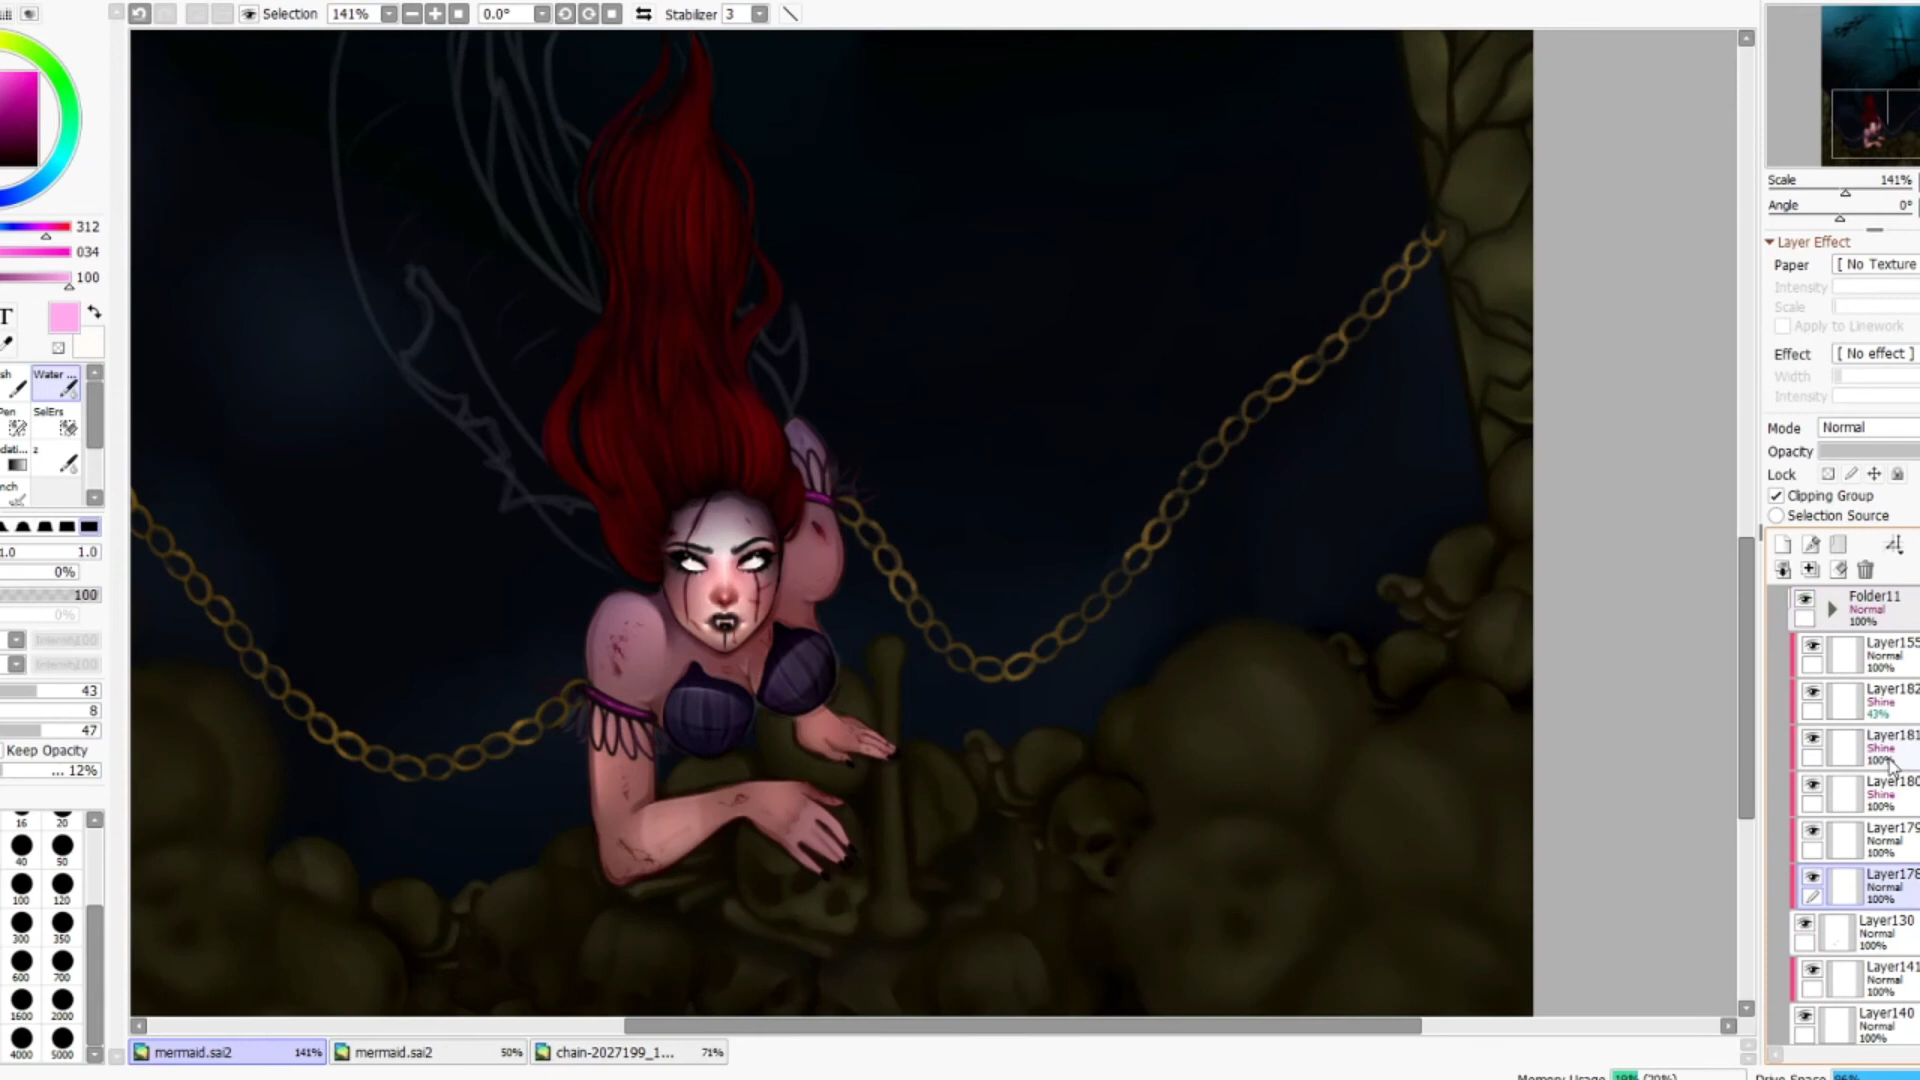 Selection 141% 0.0° Stabilizer 3
312
034
100
T
sh Water ...
Pen SelErs
dati... z
nch
1.0 1.0
0%
100
0%
43
8
47
Keep Opacity
... 12%
16 20
40 50
100 120
300 350
600 700
1600 2000
4000 5000
Scale 141%
Angle 0°
Layer Effect
Paper [ No Texture
Intensity
Scale
Apply to Linework
Effect [ No effect ]
Width
Intensity
Mode Normal
Opacity
Lock
Clipping Group
Selection Source
Folder11
Normal
100%
Layer155
Normal
100%
Layer182
Shine
43%
Layer181
Shine
100%
Layer180
Shine
100%
Layer179
Normal
100%
Layer178
Normal
100%
Layer130
Normal
100%
Layer141
Normal
100%
Layer140
Normal
100%
mermaid.sai2 141% mermaid.sai2 50% chain-2027199_1... 71%